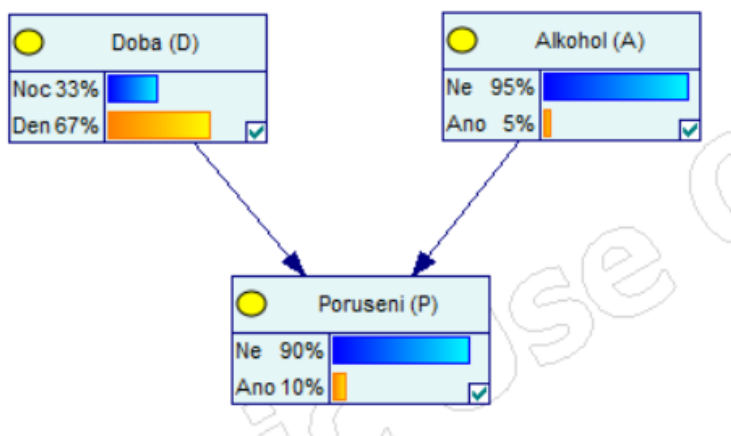 Doba (D)
Noc 33%
Den 67%
Alkohol (A)
Ne 95%
Ano 5%
Poruseni (P)
Ne 90%
Ano 10%